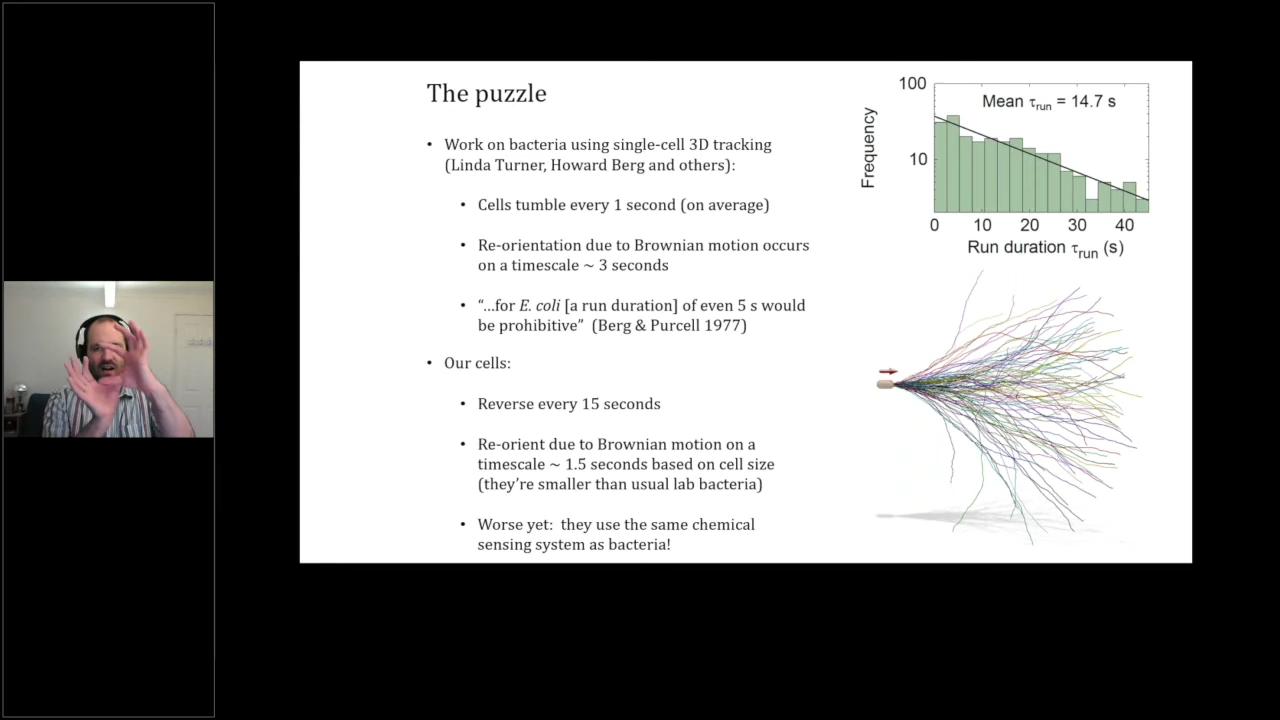 The puzzle
• Work on bacteria using single-cell 3D tracking
(Linda Turner, Howard Berg and others):
• Cells tumble every 1 second (on average)
• Re-orientation due to Brownian motion occurs
on a timescale ~ 3 seconds
• “…for E. coli [a run duration] of even 5 s would
be prohibitive” (Berg & Purcell 1977)
• Our cells:
• Reverse every 15 seconds
• Re-orient due to Brownian motion on a
timescale ~ 1.5 seconds based on cell size
(they’re smaller than usual lab bacteria)
• Worse yet: they use the same chemical
sensing system as bacteria!
100
Mean τrun = 14.7 s
Frequency
10
0 10 20 30 40
Run duration τrun (s)